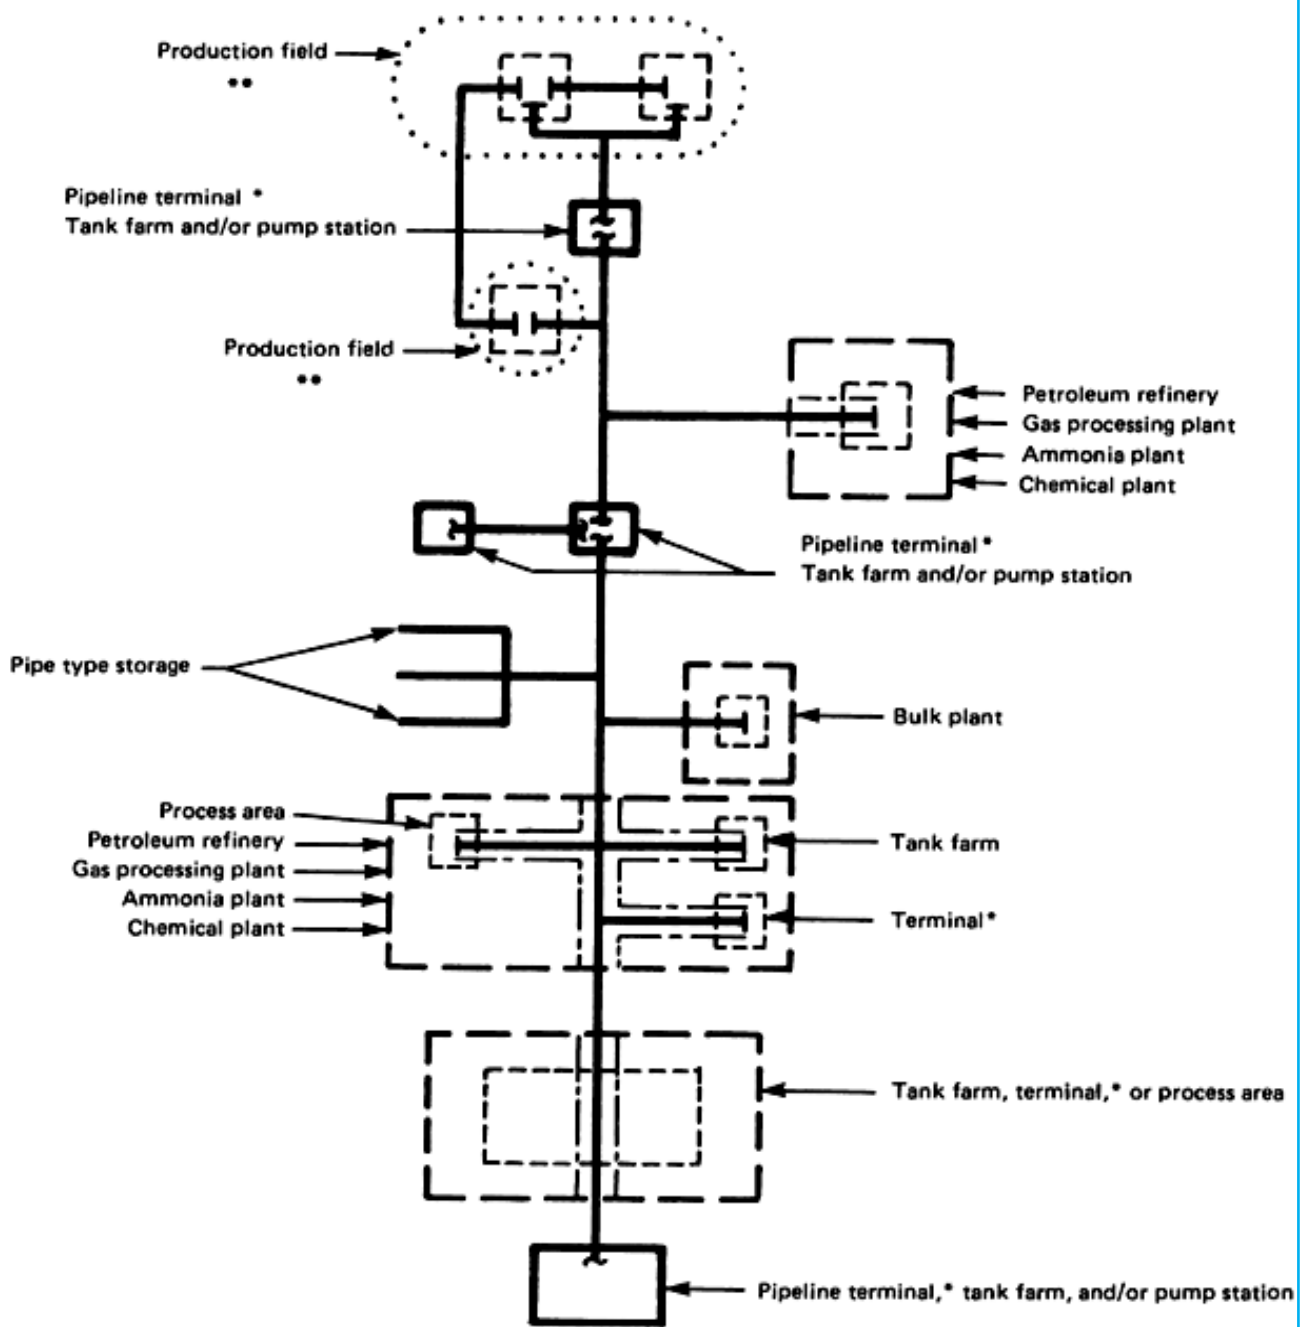 Production field
••
Pipeline terminal *
Tank farm and/or pump station
Production field
••
Petroleum refinery
Gas processing plant
Ammonia plant
Chemical plant
Pipeline terminal*
Tank farm and/or pump station
Pipe type storage
Bulk plant
Process area
Petroleum refinery
Gas processing plant
Ammonia plant
Chemical plant
Tank farm
Terminal*
Tank farm, terminal,* or process area
Pipeline terminal,* tank farm, and/or pump station